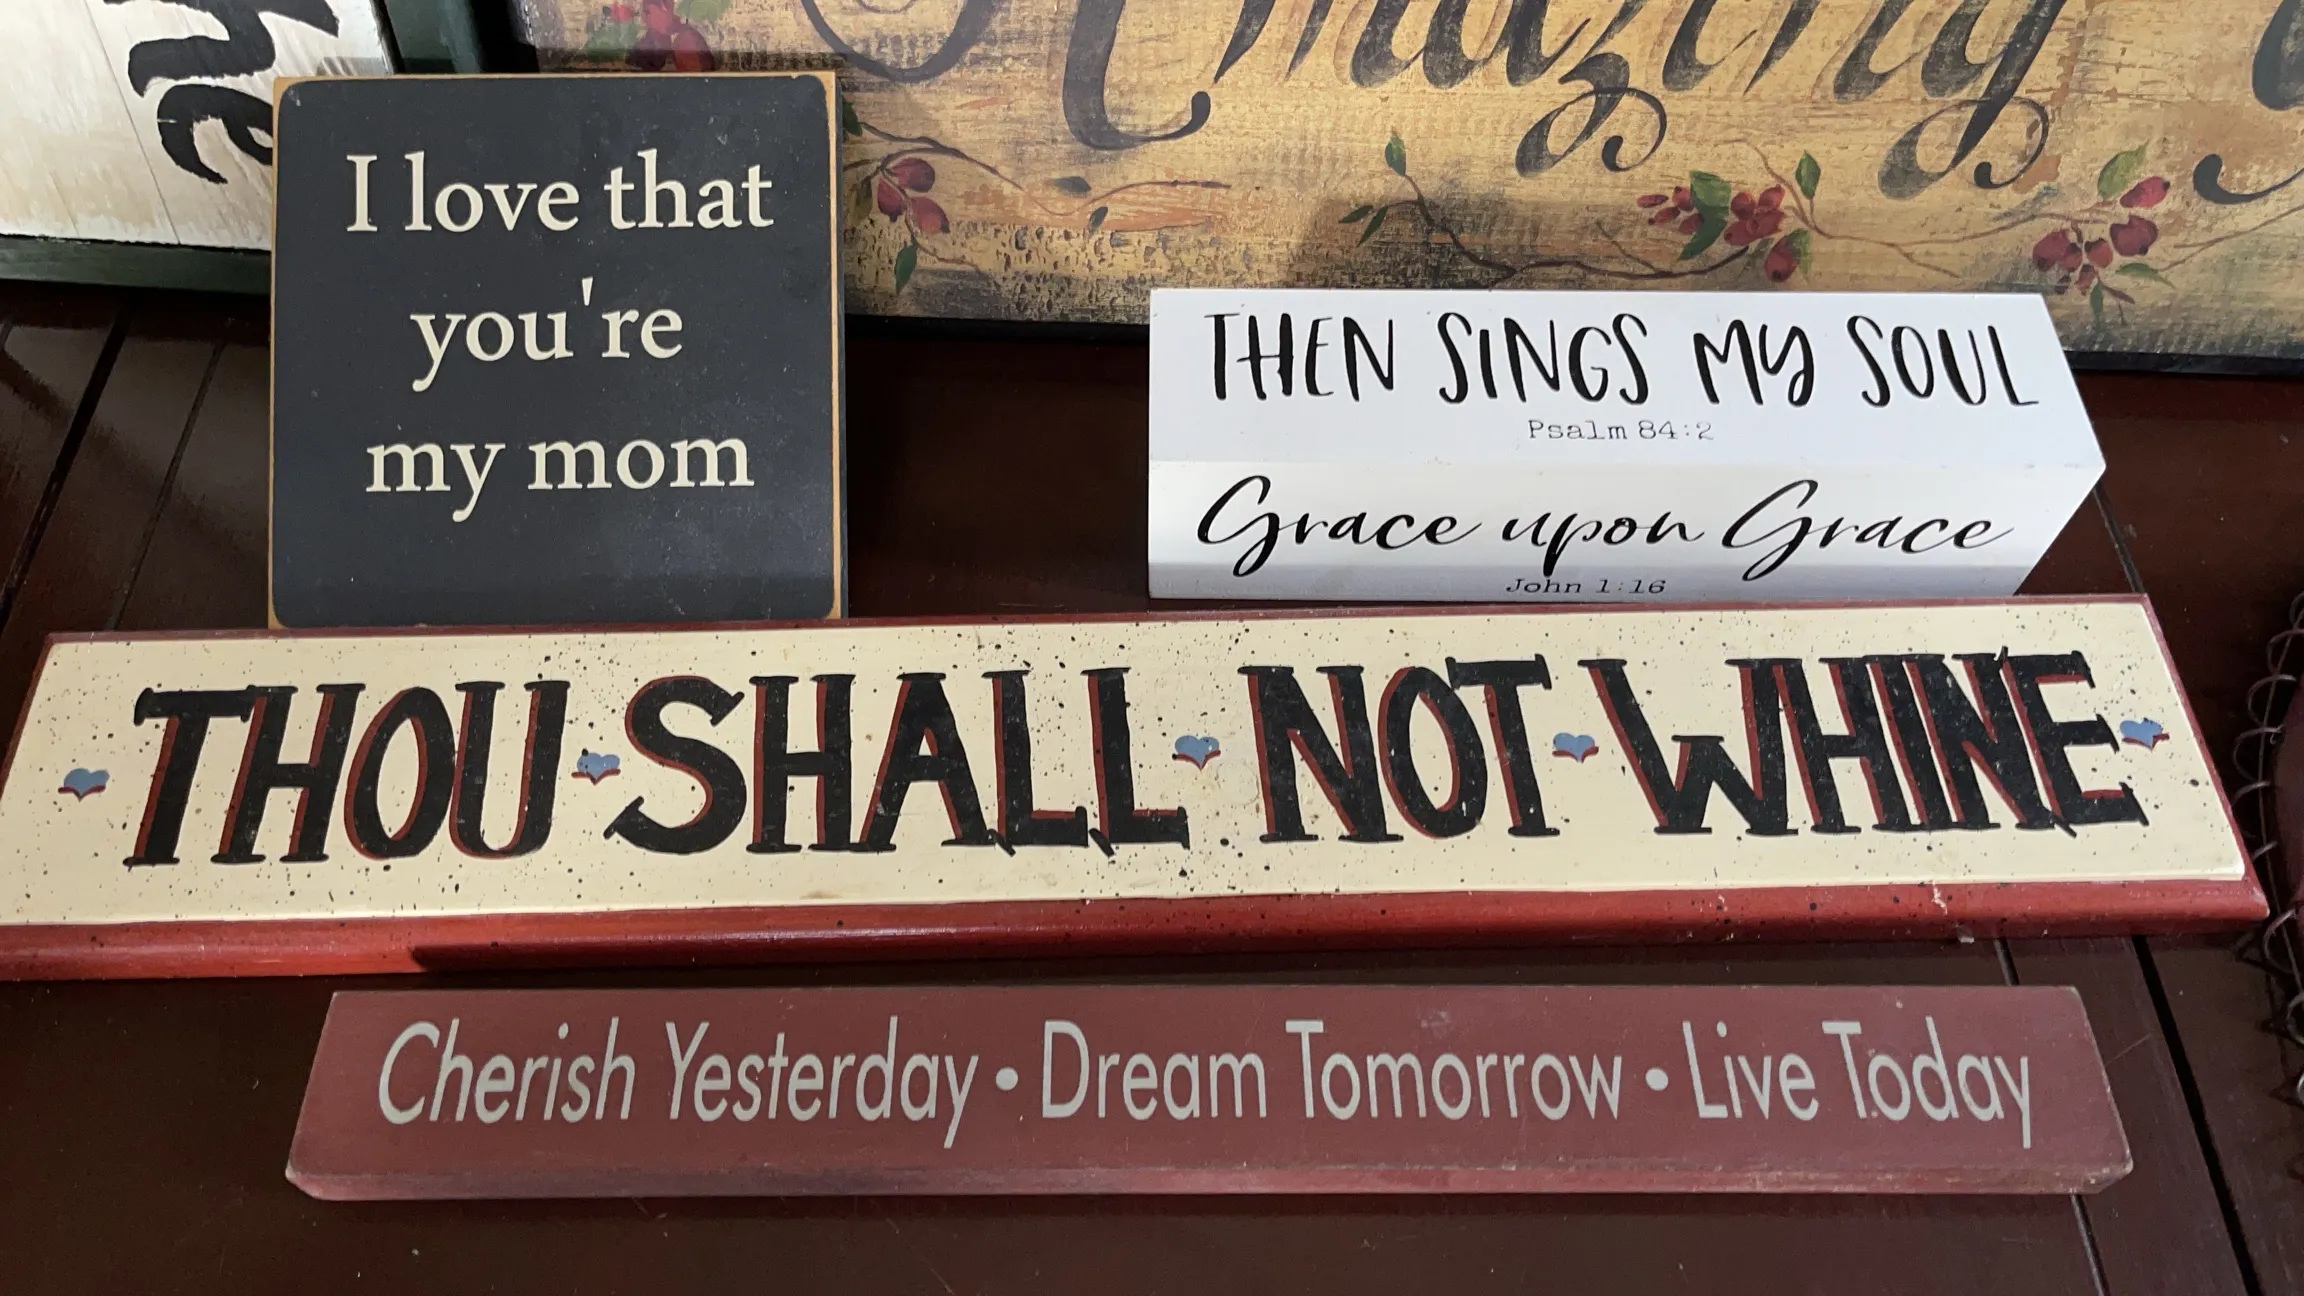 Amazing
I love that
you're
my mom
THEN SINGS MY SOUL
Psalm 84:2
Grace upon Grace
John 1:16
THOU SHALL NOT WHINE
Cherish Yesterday • Dream Tomorrow • Live Today